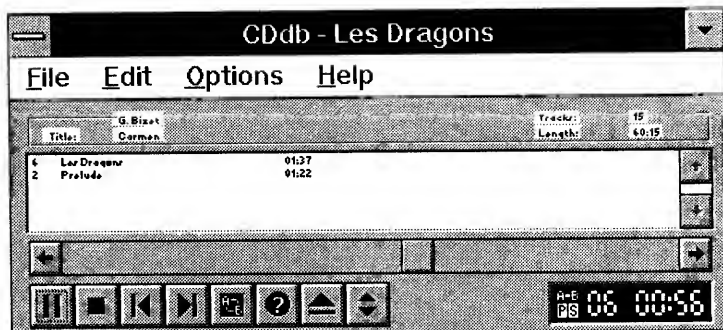 CDdb - Les Dragons
File Edit Options Help
G. Bizet
Title: Carmen
Tracks: 15
Length: 60:15
6 Les Dragons 01:37
2 Prelude 01:22
A-B
PS 06 00:56